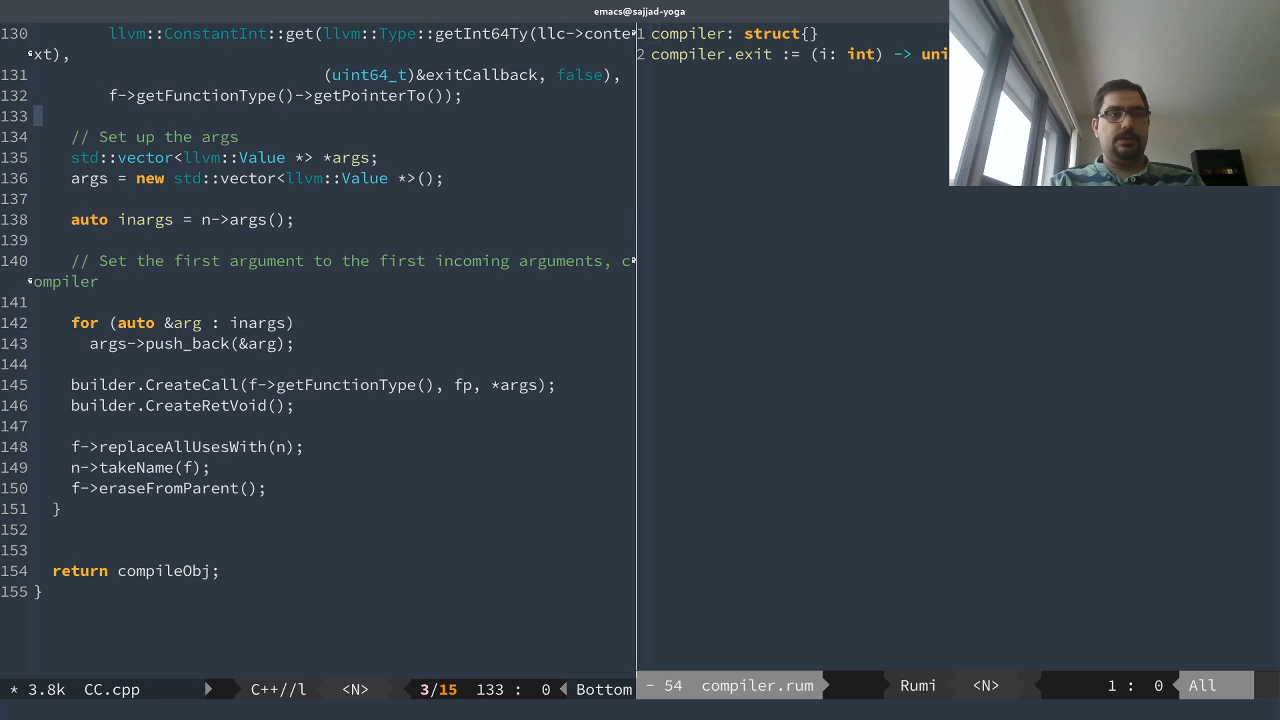 emacs@sajjad-yoga
130 llvm::ConstantInt::get(llvm::Type::getInt64Ty(llc->conte
xt),
131 (uint64_t)&exitCallback, false),
132 f->getFunctionType()->getPointerTo());
133
134 // Set up the args
135 std::vector<llvm::Value *> *args;
136 args = new std::vector<llvm::Value *>();
137
138 auto inargs = n->args();
139
140 // Set the first argument to the first incoming arguments, c
ompiler
141
142 for (auto &arg : inargs)
143 args->push_back(&arg);
144
145 builder.CreateCall(f->getFunctionType(), fp, *args);
146 builder.CreateRetVoid();
147
148 f->replaceAllUsesWith(n);
149 n->takeName(f);
150 f->eraseFromParent();
151 }
152
153
154 return compileObj;
155 }
* 3.8k CC.cpp C++//l <N> 3/15 133 : 0 Bottom
1 compiler: struct{}
2 compiler.exit := (i: int) -> uni
- 54 compiler.rum Rumi <N> 1 : 0 All